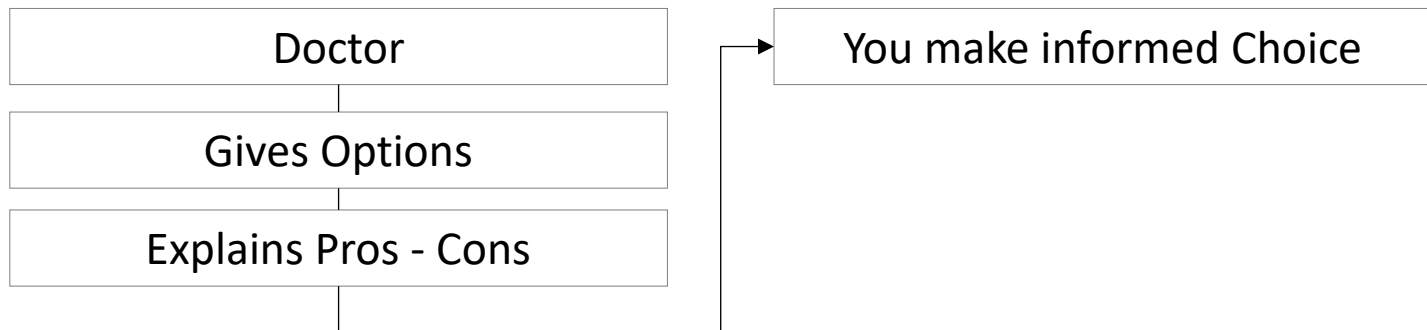 Doctor
Gives Options
Explains Pros - Cons
You make informed Choice